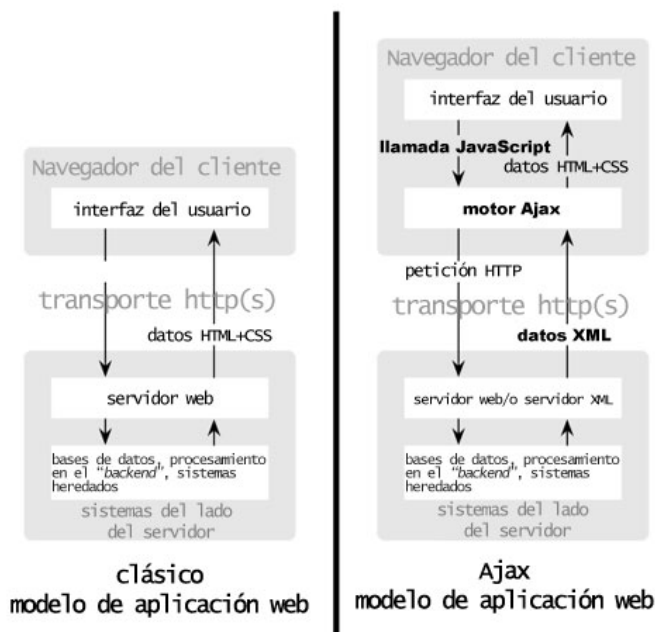 Navegador del cliente
interfaz del usuario
transporte http(s)
datos HTML+CSS
servidor web
bases de datos, procesamiento
en el "backend", sistemas
heredados
sistemas del lado
del servidor
clásico
modelo de aplicación web
Navegador del cliente
interfaz del usuario
llamada JavaScript
datos HTML+CSS
motor Ajax
petición HTTP
transporte http(s)
datos XML
servidor web/o servidor XML
bases de datos, procesamiento
en el "backend", sistemas
heredados
sistemas del lado
del servidor
Ajax
modelo de aplicación web